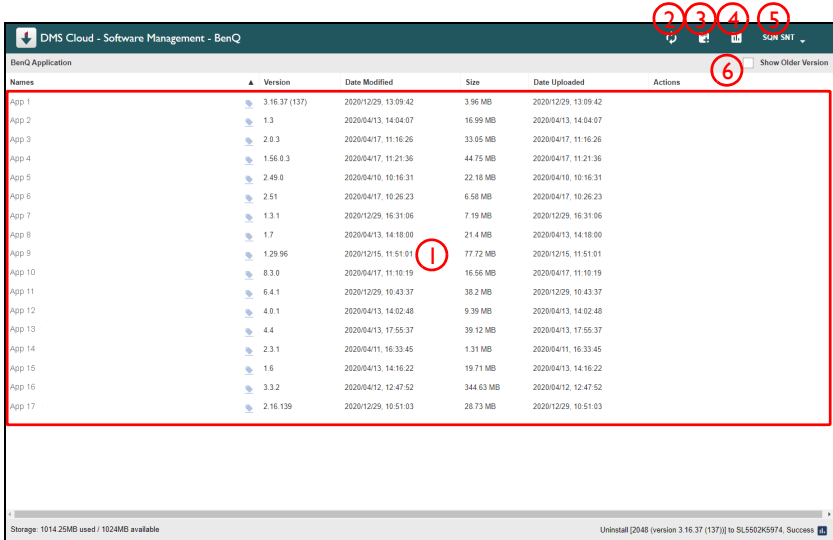 2 3 4 5
DMS Cloud - Software Management - BenQ SQN SNT
BenQ Application 6 Show Older Version
Names Version Date Modified Size Date Uploaded Actions
App 1 3.16.37 (137) 2020/12/29, 13:09:42 3.96 MB 2020/12/29, 13:09:42
App 2 1.3 2020/04/13, 14:04:07 16.99 MB 2020/04/13, 14:04:07
App 3 2.0.3 2020/04/17, 11:16:26 33.05 MB 2020/04/17, 11:16:26
App 4 1.56.0.3 2020/04/17, 11:21:36 44.75 MB 2020/04/17, 11:21:36
App 5 2.49.0 2020/04/10, 10:16:31 22.18 MB 2020/04/10, 10:16:31
App 6 2.51 2020/04/17, 10:26:23 6.58 MB 2020/04/17, 10:26:23
App 7 1.3.1 2020/12/29, 16:31:06 7.19 MB 2020/12/29, 16:31:06
App 8 1.7 2020/04/13, 14:18:00 21.4 MB 2020/04/13, 14:18:00
App 9 1.29.96 2020/12/15, 11:51:01 1 77.72 MB 2020/12/15, 11:51:01
App 10 8.3.0 2020/04/17, 11:10:19 16.56 MB 2020/04/17, 11:10:19
App 11 6.4.1 2020/12/29, 10:43:37 38.2 MB 2020/12/29, 10:43:37
App 12 4.0.1 2020/04/13, 14:02:48 9.39 MB 2020/04/13, 14:02:48
App 13 4.4 2020/04/13, 17:55:37 39.12 MB 2020/04/13, 17:55:37
App 14 2.3.1 2020/04/11, 16:33:45 1.31 MB 2020/04/11, 16:33:45
App 15 1.6 2020/04/13, 14:16:22 19.71 MB 2020/04/13, 14:16:22
App 16 3.3.2 2020/04/12, 12:47:52 344.63 MB 2020/04/12, 12:47:52
App 17 2.16.139 2020/12/29, 10:51:03 28.73 MB 2020/12/29, 10:51:03
Storage: 1014.25MB used / 1024MB available Uninstall [2048 (version 3.16.37 (137))] to SL5502K5974, Success